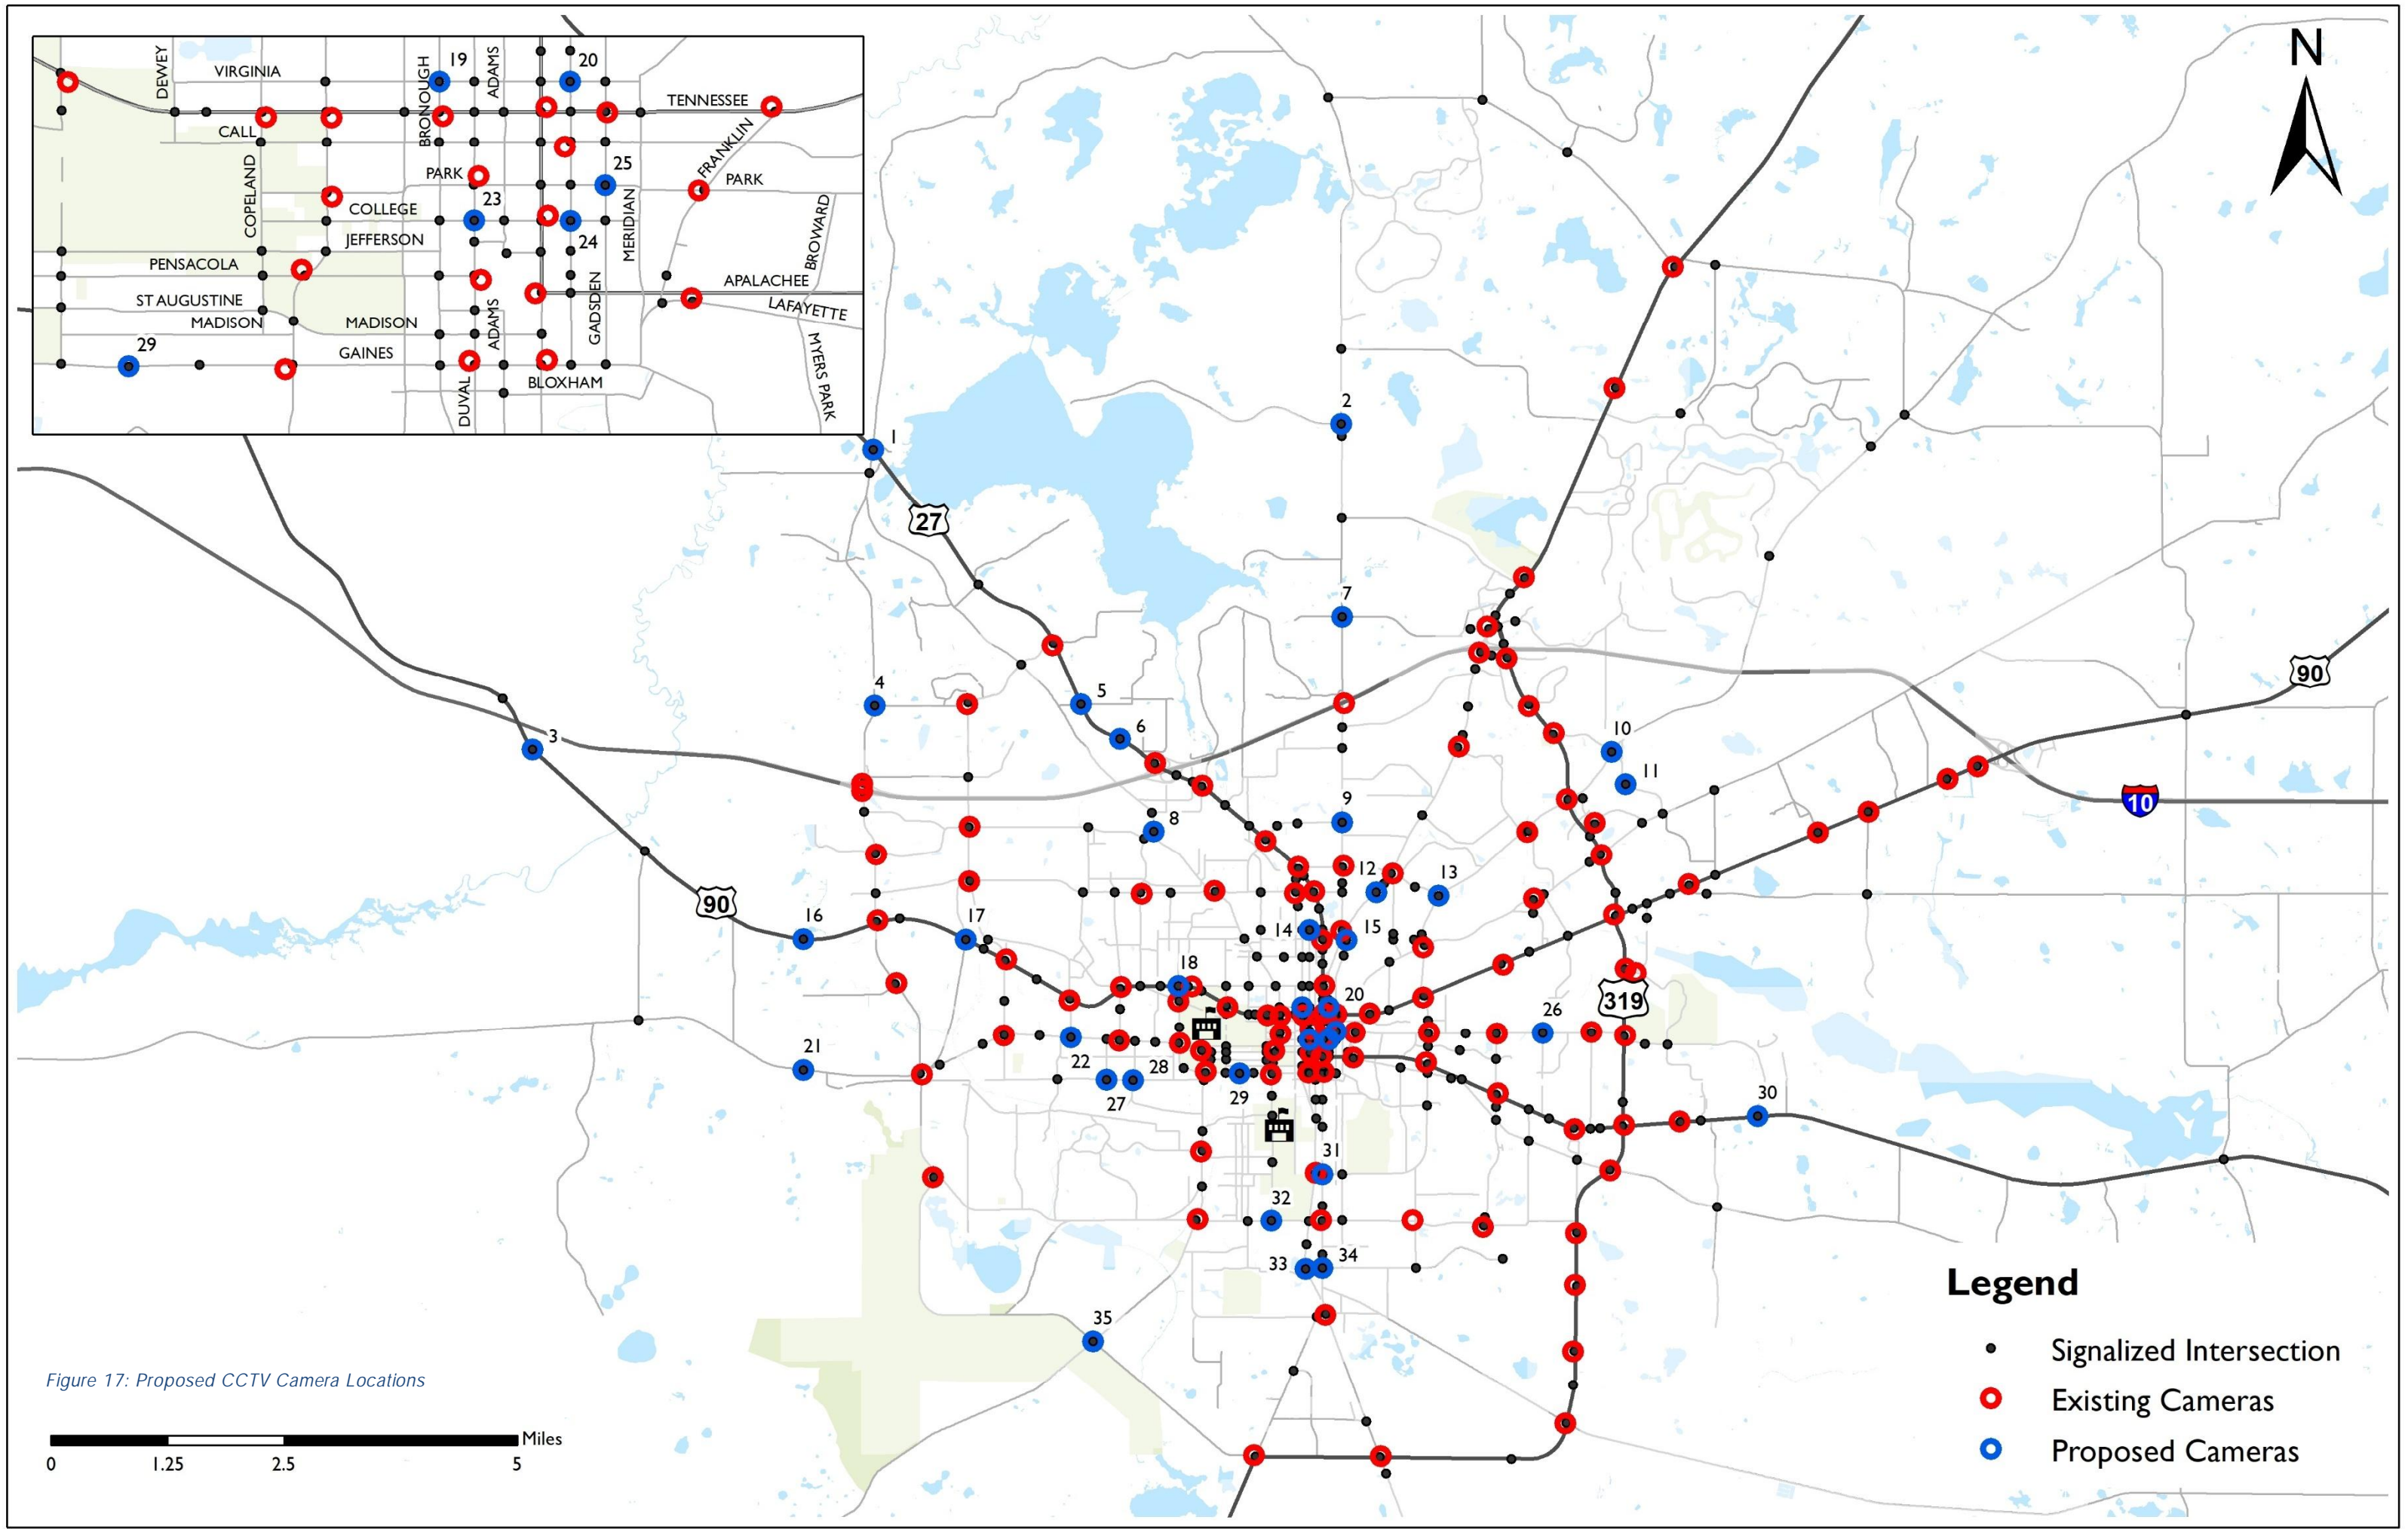 N
DEWEY
VIRGINIA
BRONOUGH
19
ADAMS
20
TENNESSEE
CALL
FRANKLIN
COPELAND
PARK
25
PARK
23
COLLEGE
MERIDIAN
BROWARD
JEFFERSON
24
PENSACOLA
APALACHEE
ST AUGUSTINE
ADAMS
GADSDEN
LAFAYETTE
MADISON
MADISON
29
GAINES
MYERS PARK
BLOXHAM
DUVAL
1
2
27
7
90
4
5
6
3
10
11
10
9
8
12
13
90
16
17
14
15
18
319
20
26
21
22
28
27
29
30
31
32
33
34
35
Legend
Signalized Intersection
Existing Cameras
Proposed Cameras
Figure 17: Proposed CCTV Camera Locations
Miles
0
1.25
2.5
5